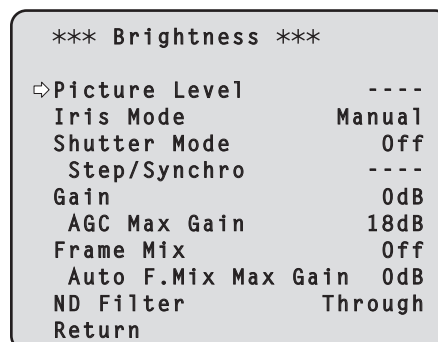 *** Brightness ***
⇨Picture Level ----
Iris Mode Manual
Shutter Mode Off
Step/Synchro ----
Gain 0dB
AGC Max Gain 18dB
Frame Mix Off
Auto F.Mix Max Gain 0dB
ND Filter Through
Return